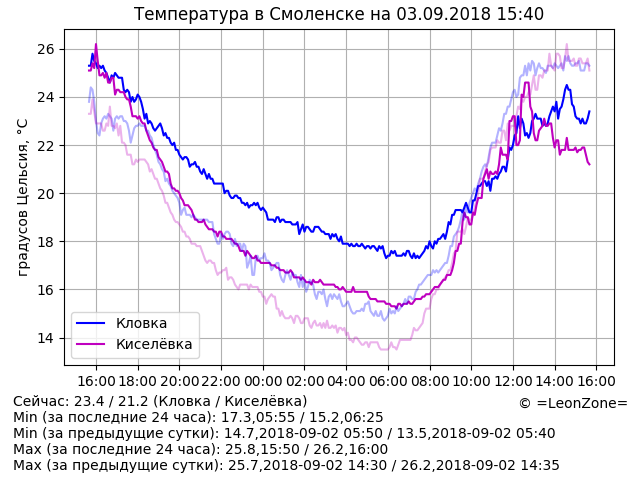 Температура в Смоленске на 03.09.2018 15:40
градусов Цельсия, °C
26
24
22
20
18
16
14
Кловка
Киселёвка
16:00 18:00 20:00 22:00 00:00 02:00 04:00 06:00 08:00 10:00 12:00 14:00 16:00
Сейчас: 23.4 / 21.2 (Кловка / Киселёвка)
© =LeonZone=
Min (за последние 24 часа): 17.3,05:55 / 15.2,06:25
Min (за предыдущие сутки): 14.7,2018-09-02 05:50 / 13.5,2018-09-02 05:40
Max (за последние 24 часа): 25.8,15:50 / 26.2,16:00
Max (за предыдущие сутки): 25.7,2018-09-02 14:30 / 26.2,2018-09-02 14:35